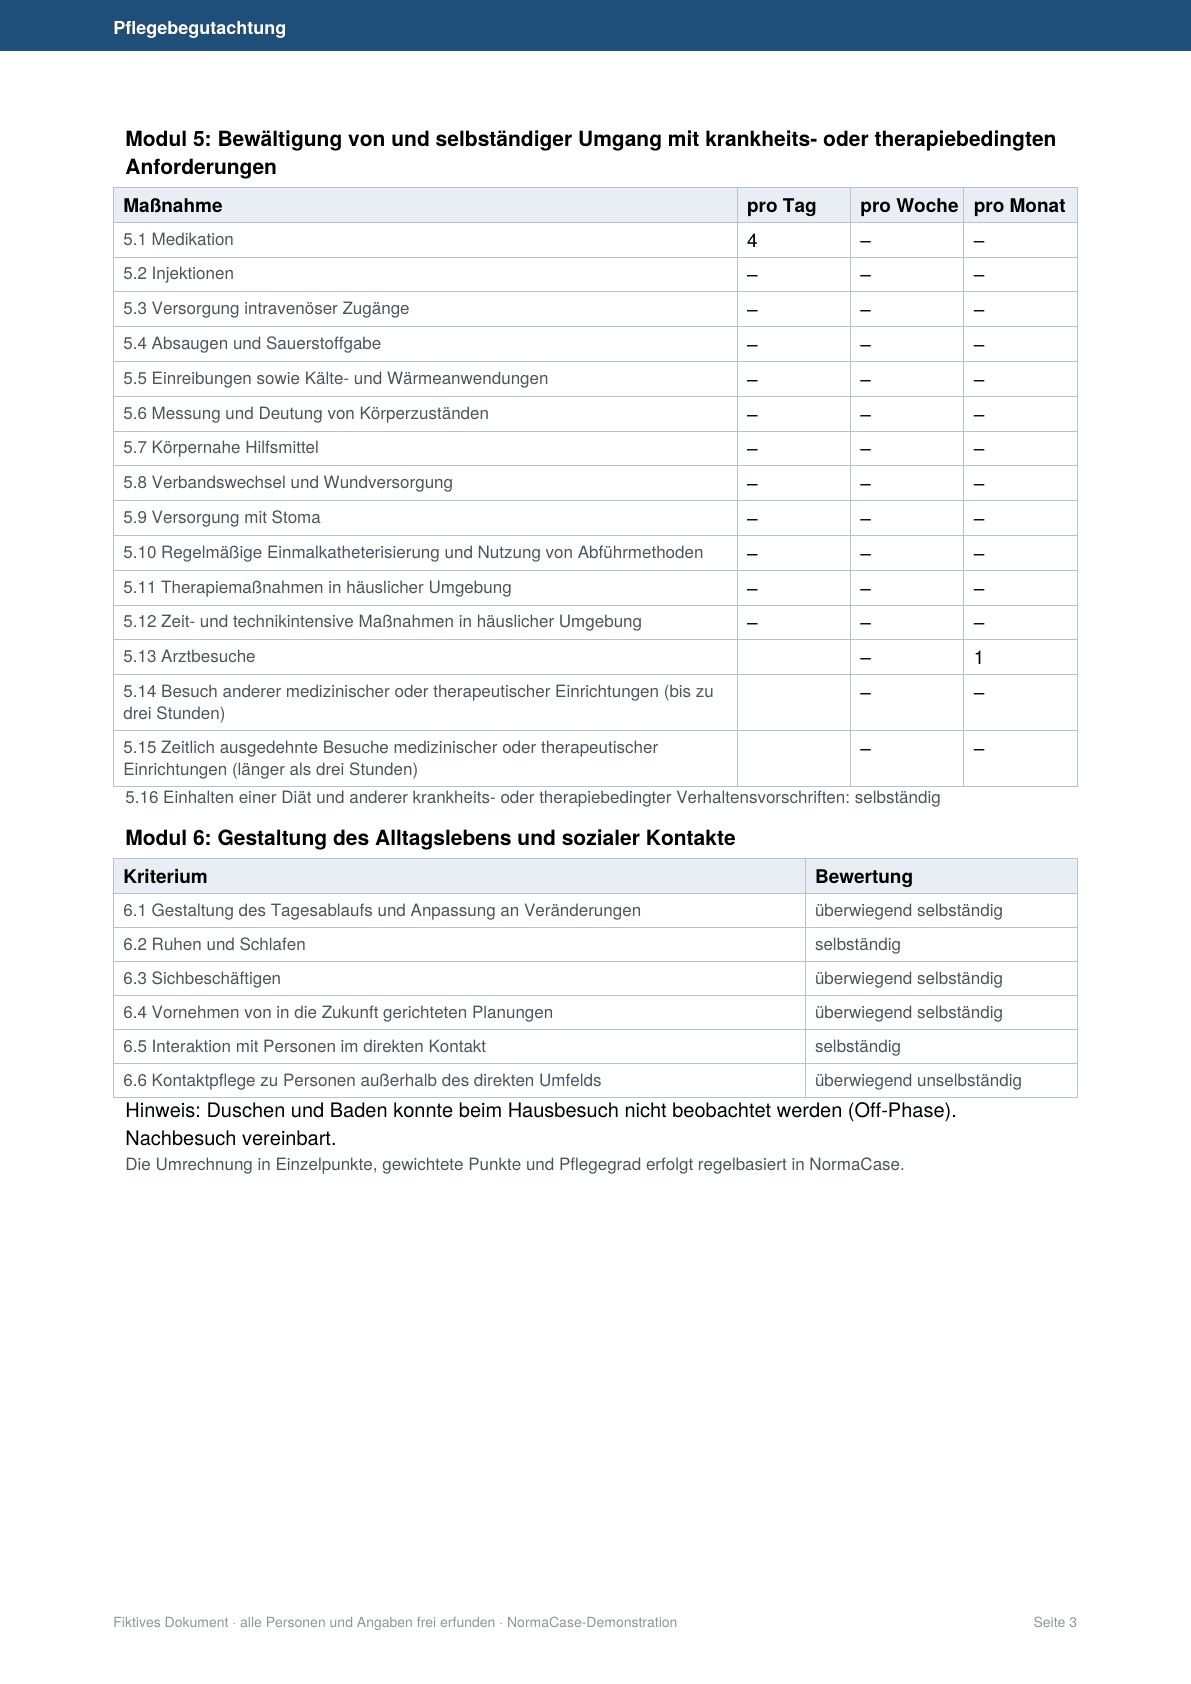 Pflegebegutachtung
Modul 5: Bewältigung von und selbständiger Umgang mit krankheits- oder therapiebedingten
Anforderungen
Maßnahme pro Tag pro Woche pro Monat
5.1 Medikation 4 – –
5.2 Injektionen – – –
5.3 Versorgung intravenöser Zugänge – – –
5.4 Absaugen und Sauerstoffgabe – – –
5.5 Einreibungen sowie Kälte- und Wärmeanwendungen – – –
5.6 Messung und Deutung von Körperzuständen – – –
5.7 Körpernahe Hilfsmittel – – –
5.8 Verbandswechsel und Wundversorgung – – –
5.9 Versorgung mit Stoma – – –
5.10 Regelmäßige Einmalkatheterisierung und Nutzung von Abführmethoden – – –
5.11 Therapiemaßnahmen in häuslicher Umgebung – – –
5.12 Zeit- und technikintensive Maßnahmen in häuslicher Umgebung – – –
5.13 Arztbesuche – 1
5.14 Besuch anderer medizinischer oder therapeutischer Einrichtungen (bis zu – –
drei Stunden)
5.15 Zeitlich ausgedehnte Besuche medizinischer oder therapeutischer – –
Einrichtungen (länger als drei Stunden)
5.16 Einhalten einer Diät und anderer krankheits- oder therapiebedingter Verhaltensvorschriften: selbständig
Modul 6: Gestaltung des Alltagslebens und sozialer Kontakte
Kriterium Bewertung
6.1 Gestaltung des Tagesablaufs und Anpassung an Veränderungen überwiegend selbständig
6.2 Ruhen und Schlafen selbständig
6.3 Sichbeschäftigen überwiegend selbständig
6.4 Vornehmen von in die Zukunft gerichteten Planungen überwiegend selbständig
6.5 Interaktion mit Personen im direkten Kontakt selbständig
6.6 Kontaktpflege zu Personen außerhalb des direkten Umfelds überwiegend unselbständig
Hinweis: Duschen und Baden konnte beim Hausbesuch nicht beobachtet werden (Off-Phase).
Nachbesuch vereinbart.
Die Umrechnung in Einzelpunkte, gewichtete Punkte und Pflegegrad erfolgt regelbasiert in NormaCase.
Fiktives Dokument · alle Personen und Angaben frei erfunden · NormaCase-Demonstration Seite 3